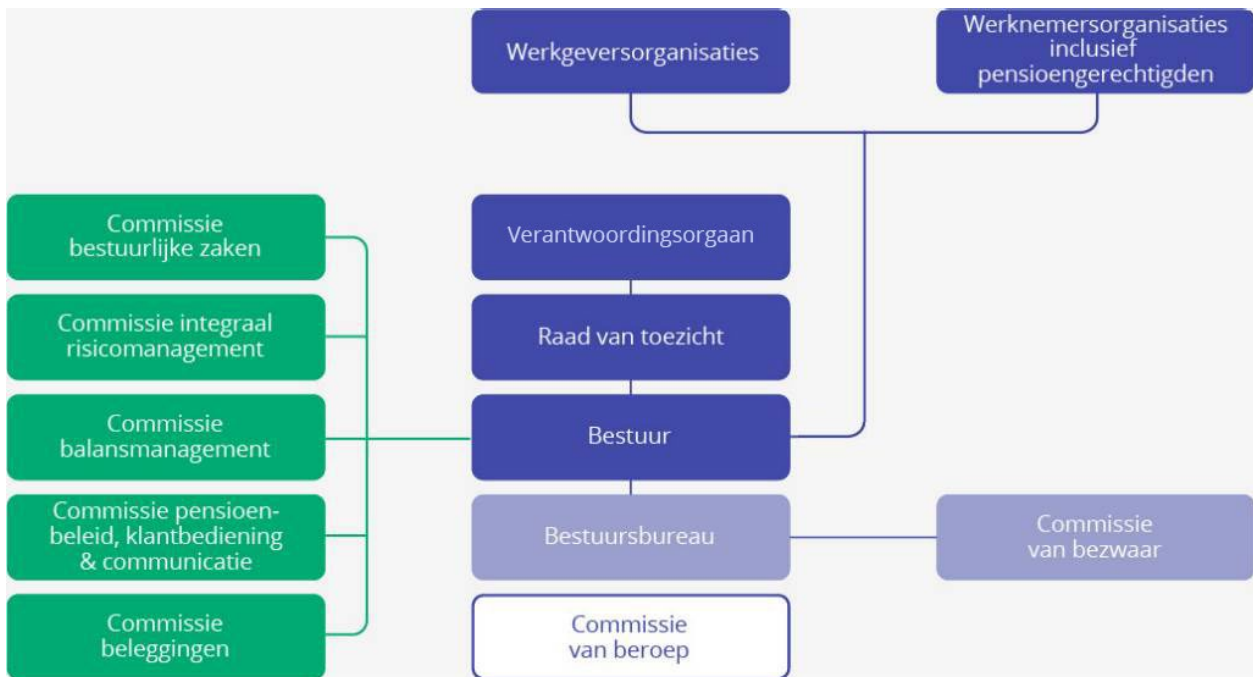 Werkgeversorganisaties
Werknemersorganisaties
inclusief
pensioengerechtigden
Commissie
bestuurlijke zaken
Verantwoordingsorgaan
Commissie integraal
risicomanagement
Raad van toezicht
Commissie
balansmanagement
Bestuur
Commissie pensioen-
beleid, klantbediening
& communicatie
Bestuursbureau
Commissie
van bezwaar
Commissie
beleggingen
Commissie
van beroep